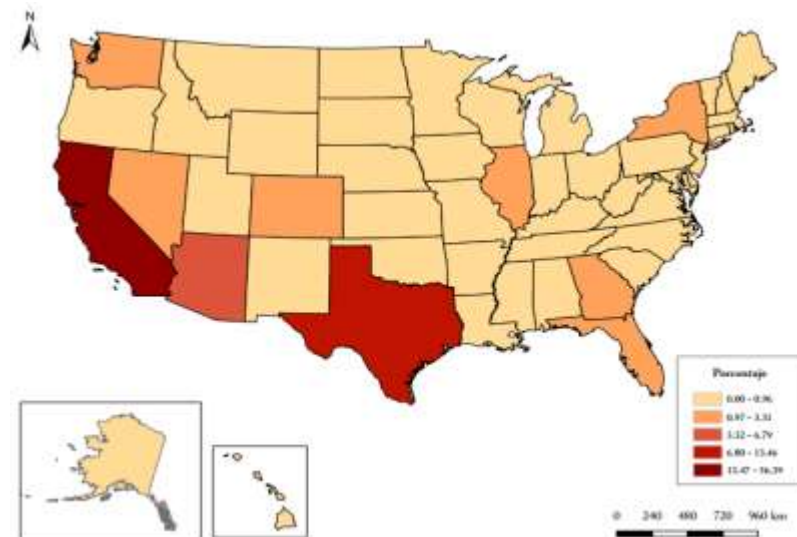 N
Porcentaje
0.00 – 0.96
0.97 – 3.31
3.32 – 6.79
6.80 – 13.46
13.47 – 36.39
0 240 480 720 960 km